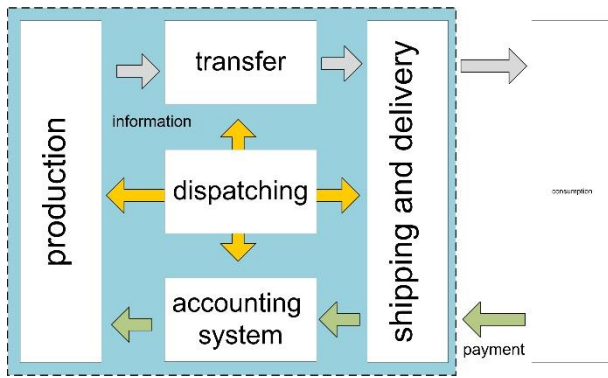 production
transfer
information
dispatching
accounting
system
shipping and delivery
consumption
payment